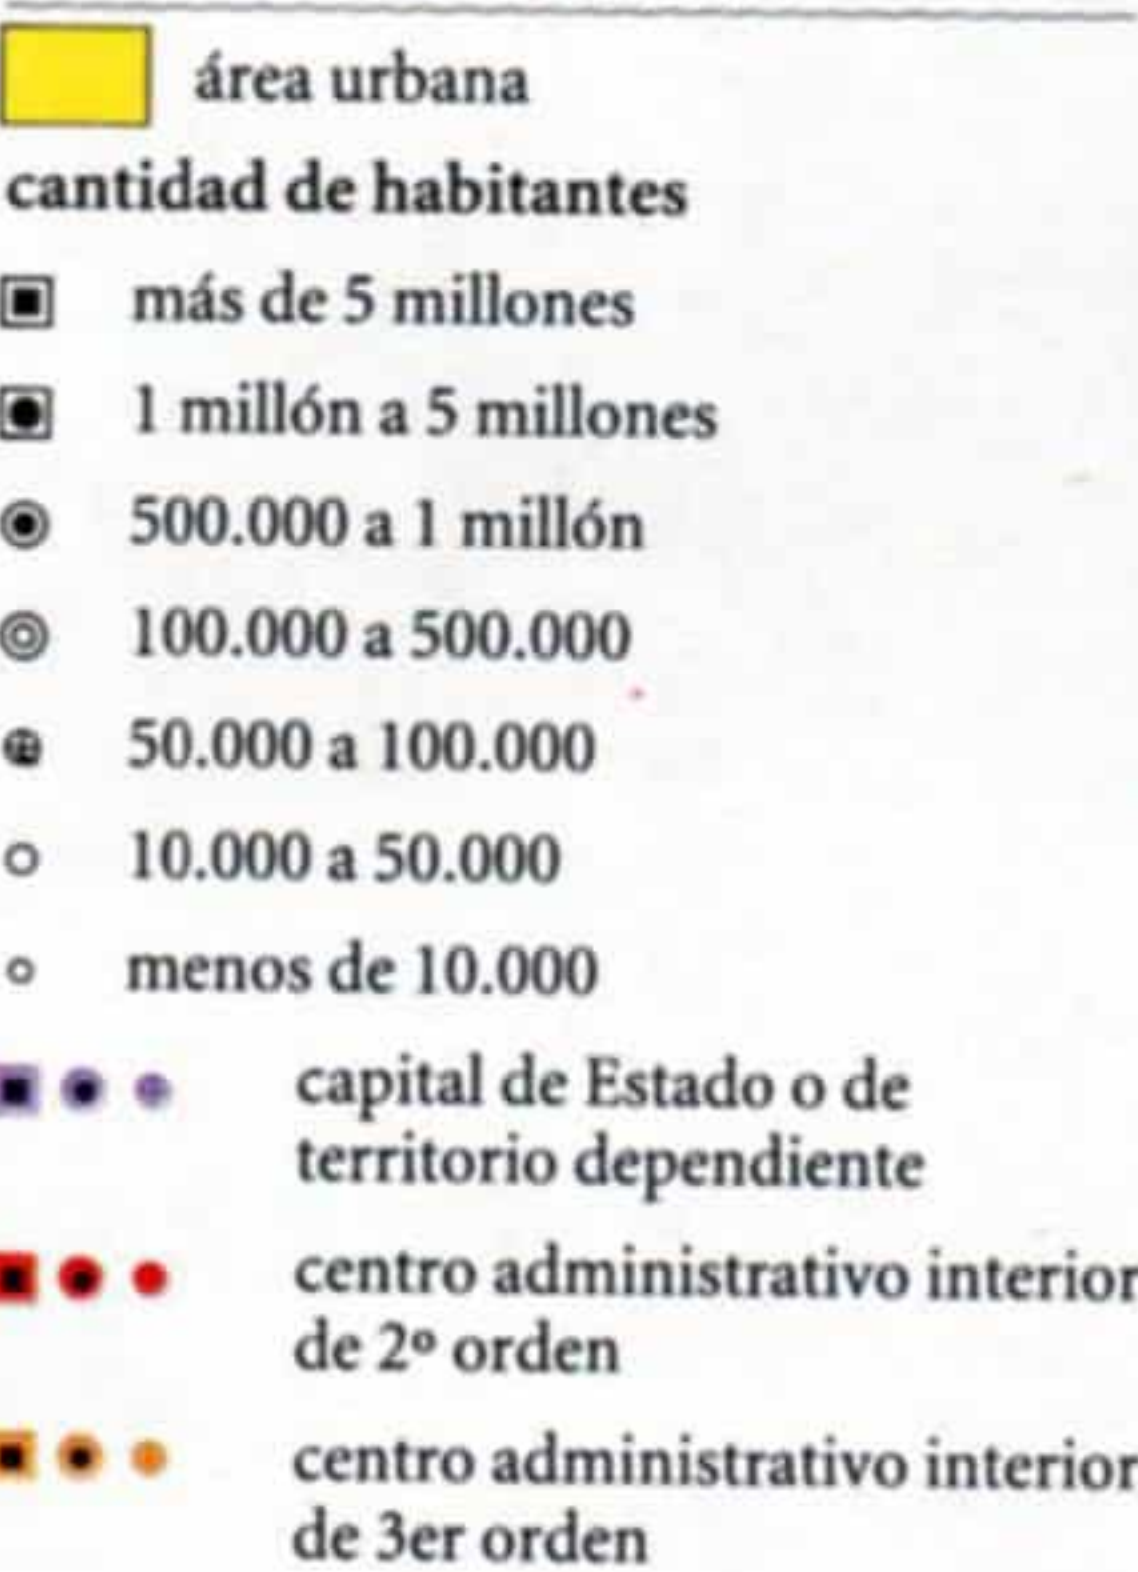 área urbana
cantidad de habitantes
más de 5 millones
1 millón a 5 millones
500.000 a 1 millón
100.000 a 500.000
50.000 a 100.000
10.000 a 50.000
menos de 10.000
capital de Estado o de
territorio dependiente
centro administrativo interior
de 2º orden
centro administrativo interior
de 3er orden